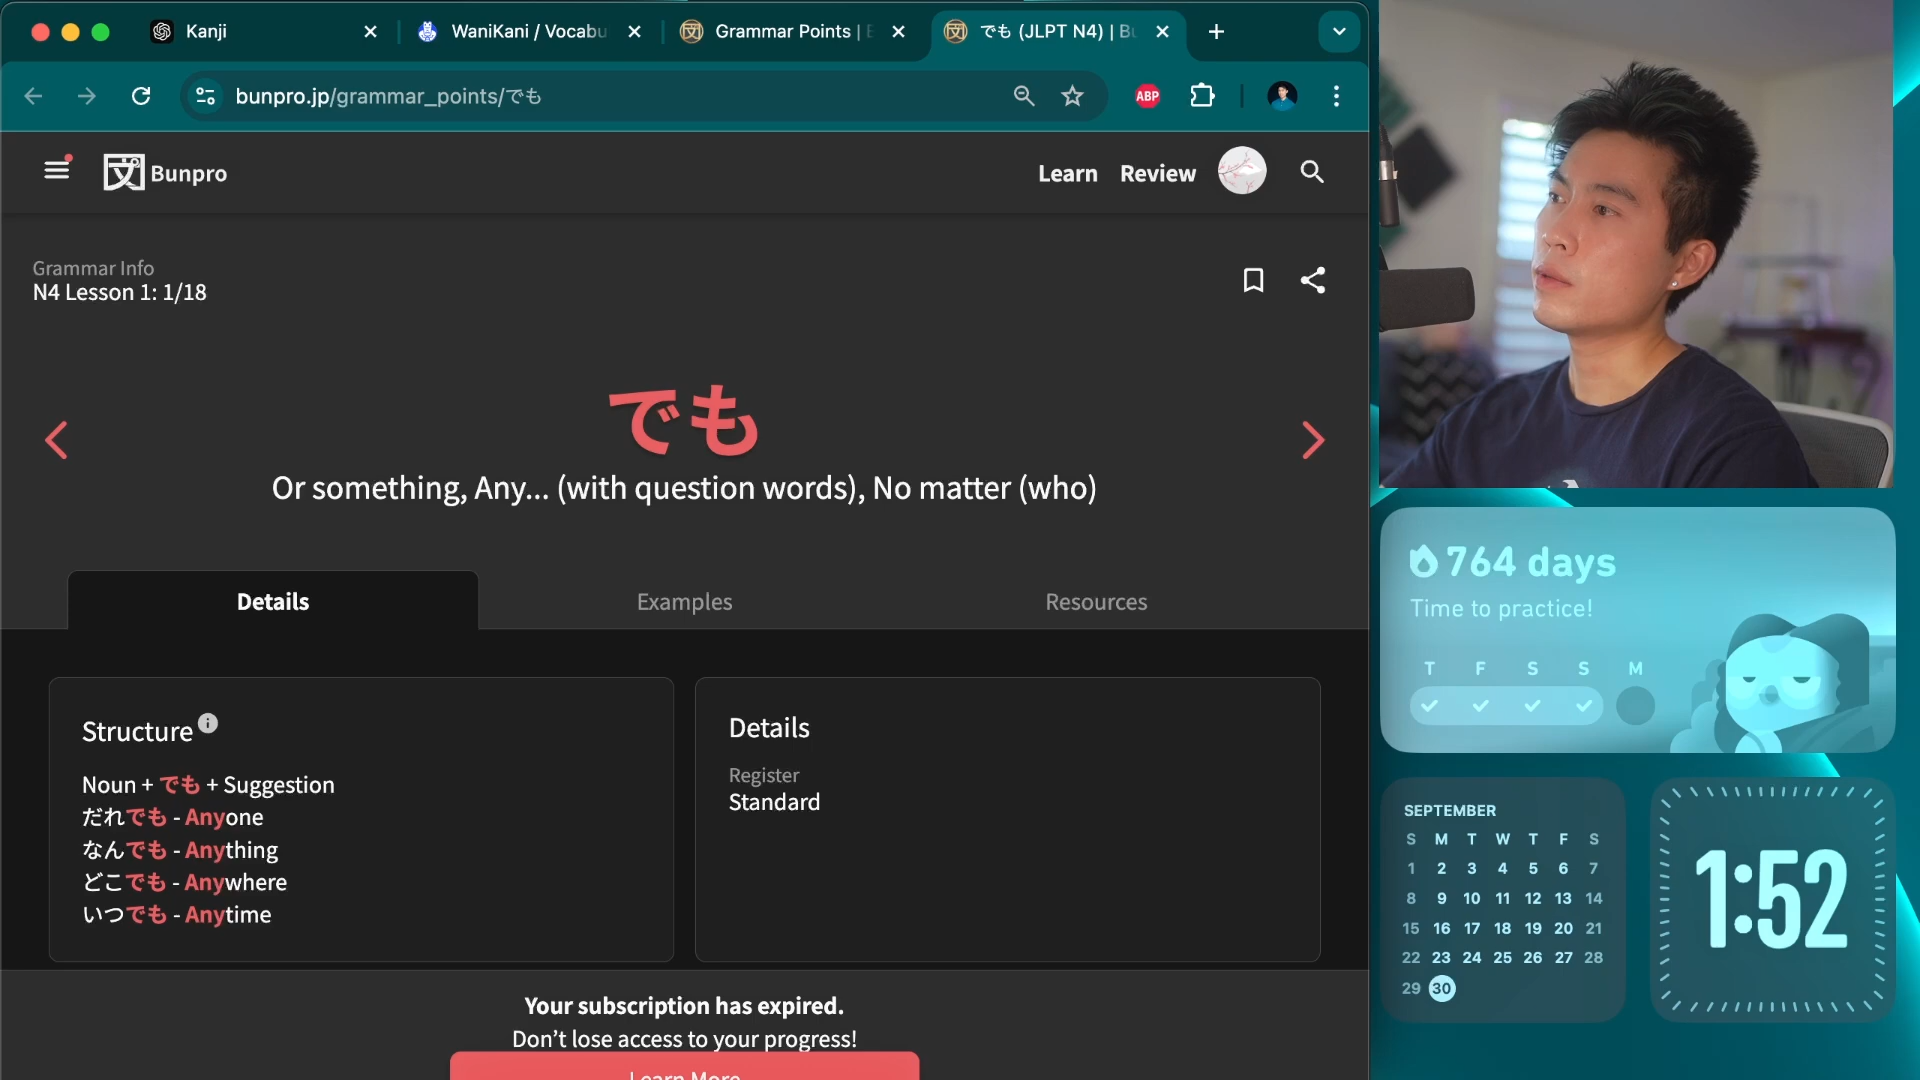 Kanji
WaniKani / Vocabu
Grammar Points | B
でも (JLPT N4) | Bu
bunpro.jp/grammar_points/でも
ABP
文 Bunpro
Learn
Review
Grammar Info
N4 Lesson 1: 1/18
でも
Or something, Any... (with question words), No matter (who)
Details
Examples
Resources
Structure
Noun + でも + Suggestion
だれでも - Anyone
なんでも - Anything
どこでも - Anywhere
いつでも - Anytime
Details
Register
Standard
Your subscription has expired.
Don't lose access to your progress!
Learn More
764 days
Time to practice!
T F S S M
SEPTEMBER
S M T W T F S
1 2 3 4 5 6 7
8 9 10 11 12 13 14
15 16 17 18 19 20 21
22 23 24 25 26 27 28
29 30
1:52